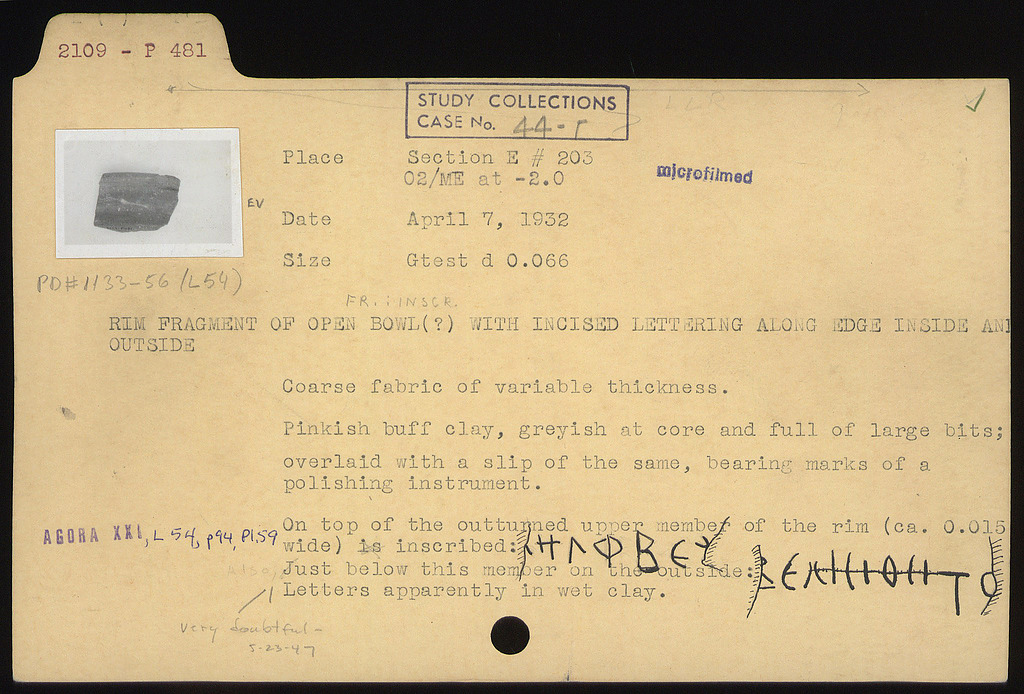 2109 - P 481
STUDY COLLECTIONS
CASE No. 44-r
Place Section E # 203
O2/ME at -2.0
microfilmed
EV
Date April 7, 1932
Size Gtest d 0.066
PD#1133-56 (L54)
FR.: INSCR.
RIM FRAGMENT OF OPEN BOWL(?) WITH INCISED LETTERING ALONG EDGE INSIDE AND
OUTSIDE
Coarse fabric of variable thickness.
Pinkish buff clay, greyish at core and full of large bits;
overlaid with a slip of the same, bearing marks of a
polishing instrument.
On top of the outturned upper member of the rim (ca. 0.015
AGORA XXI, L 54, p94, Pl.59
wide) is inscribed:
Just below this member on the outside:
Letters apparently in wet clay.
very doubtful -
5-23-47